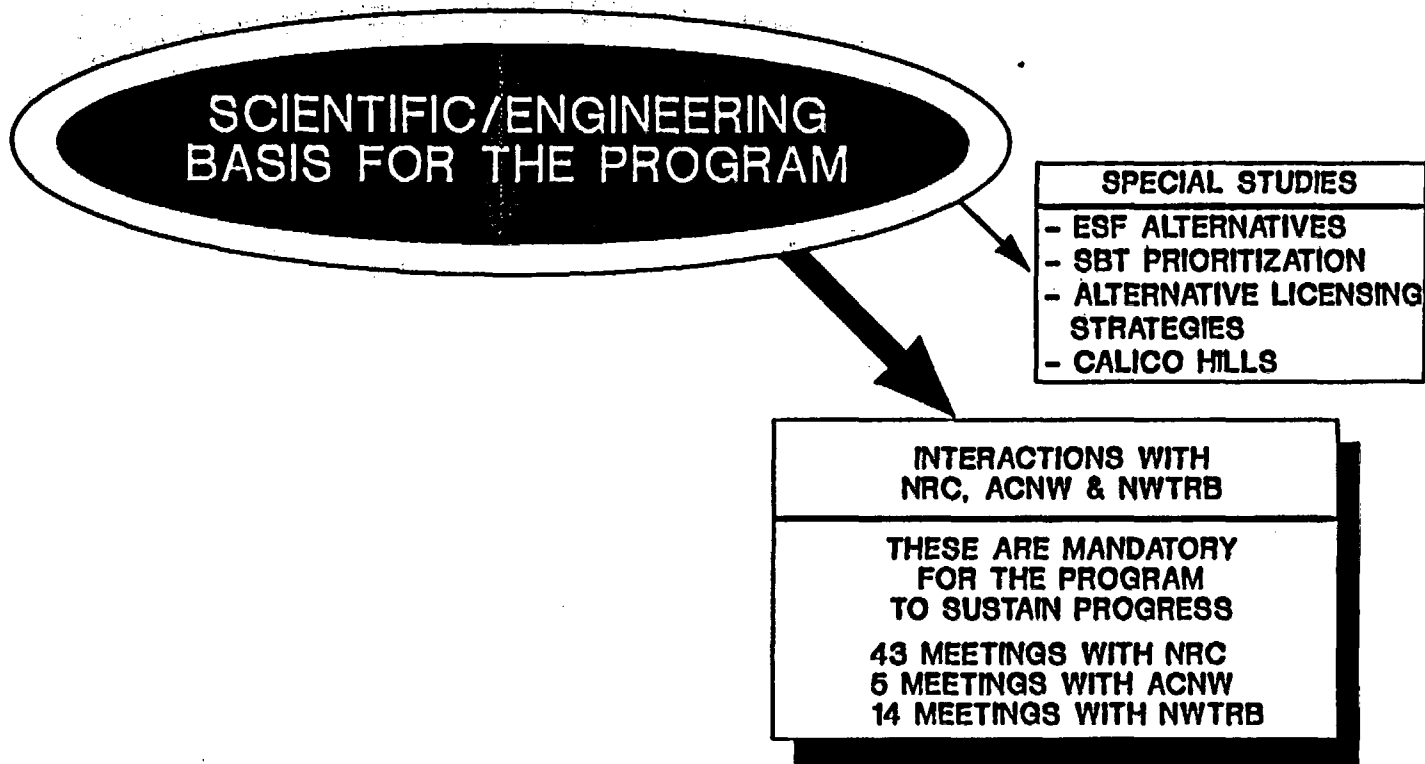 SCIENTIFIC/ENGINEERING
BASIS FOR THE PROGRAM
SPECIAL STUDIES
- ESF ALTERNATIVES
- SBT PRIORITIZATION
- ALTERNATIVE LICENSING
STRATEGIES
- CALICO HILLS
INTERACTIONS WITH
NRC, ACNW & NWTRB
THESE ARE MANDATORY
FOR THE PROGRAM
TO SUSTAIN PROGRESS
43 MEETINGS WITH NRC
5 MEETINGS WITH ACNW
14 MEETINGS WITH NWTRB